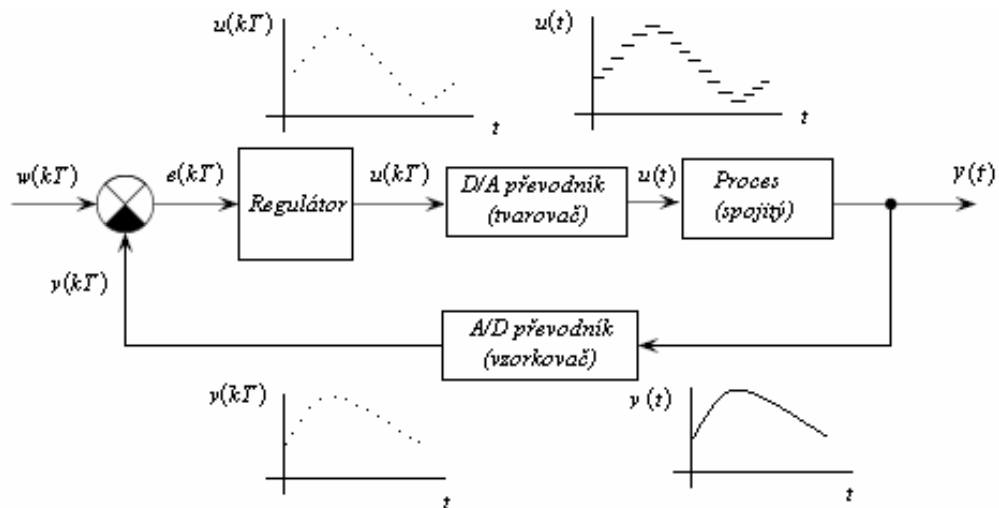 u(kT)
t
u(t)
t
w(kT)
e(kT)
Regulátor
u(kT)
D/A převodník
(tvarovač)
u(t)
Proces
(spojitý)
y(t)
y(kT)
A/D převodník
(vzorkovač)
y(kT)
t
y(t)
t